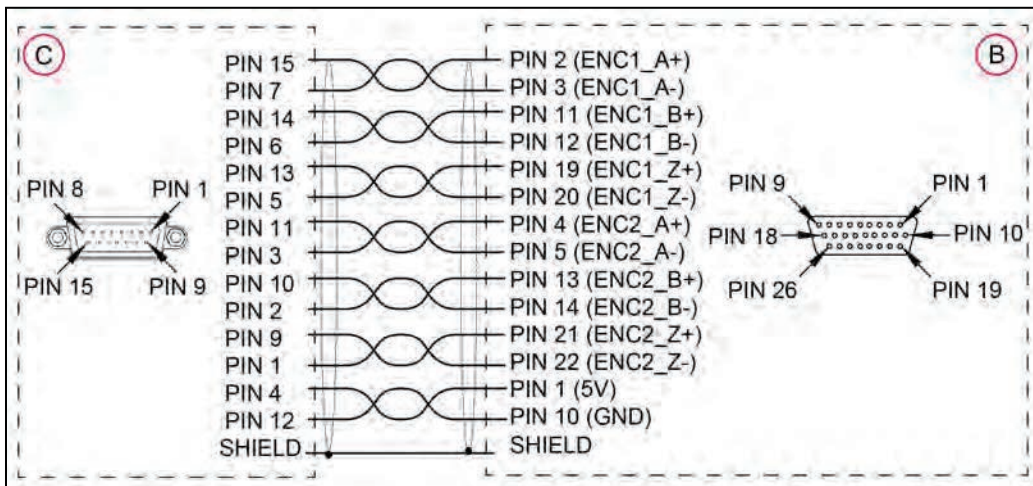 C
B
PIN 15
PIN 2 (ENC1_A+)
PIN 7
PIN 3 (ENC1_A-)
PIN 14
PIN 11 (ENC1_B+)
PIN 6
PIN 12 (ENC1_B-)
PIN 13
PIN 19 (ENC1_Z+)
PIN 5
PIN 20 (ENC1_Z-)
PIN 11
PIN 4 (ENC2_A+)
PIN 3
PIN 5 (ENC2_A-)
PIN 10
PIN 13 (ENC2_B+)
PIN 2
PIN 14 (ENC2_B-)
PIN 9
PIN 21 (ENC2_Z+)
PIN 1
PIN 22 (ENC2_Z-)
PIN 4
PIN 1 (5V)
PIN 12
PIN 10 (GND)
SHIELD
SHIELD
PIN 8
PIN 1
PIN 15
PIN 9
PIN 9
PIN 1
PIN 18
PIN 10
PIN 26
PIN 19